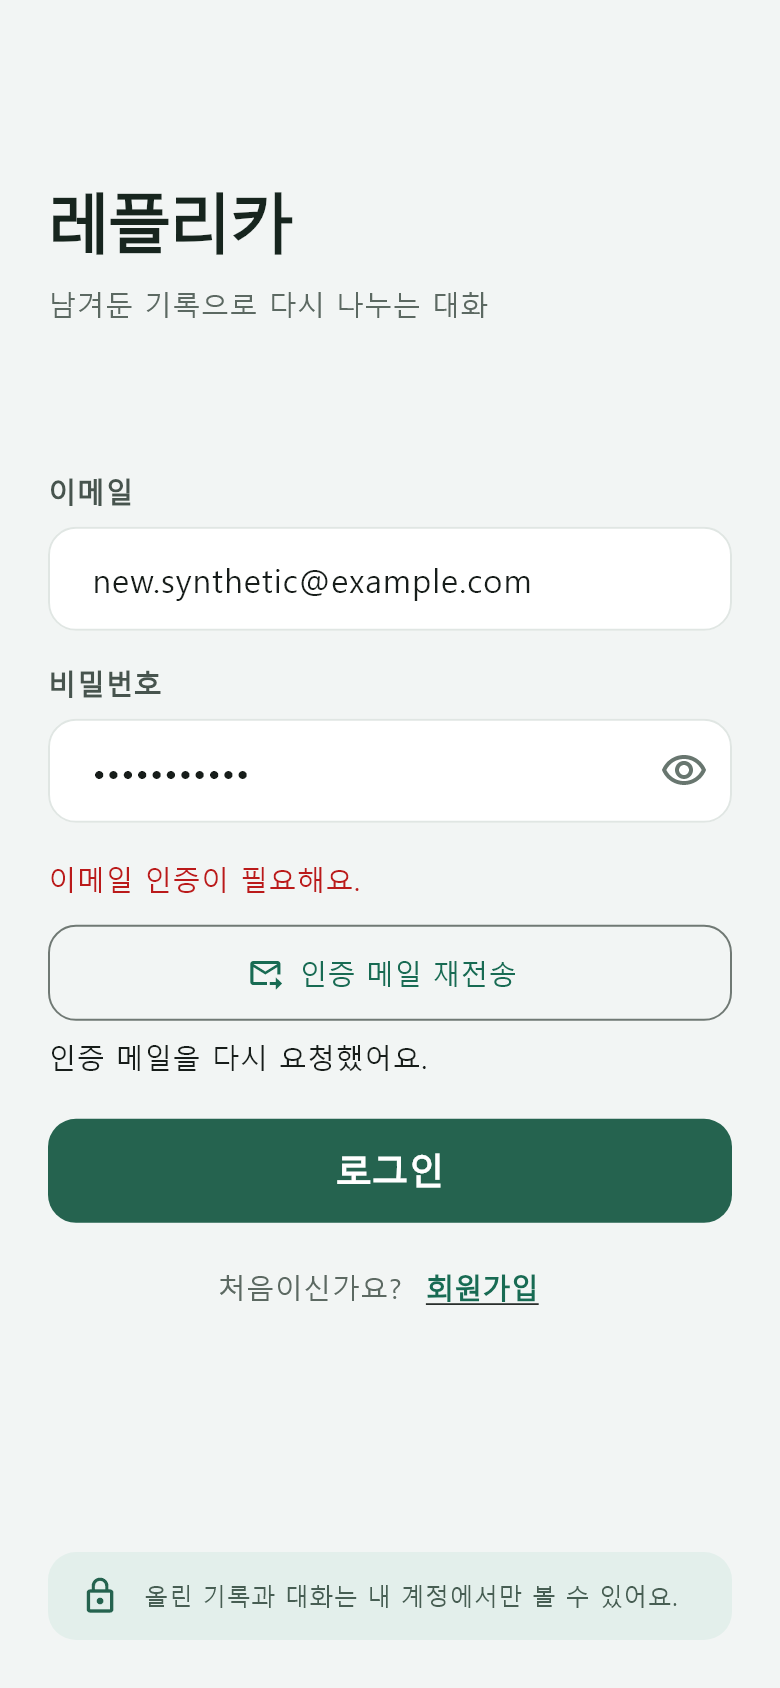 레플리카
남겨둔 기록으로 다시 나누는 대화
이메일
new.synthetic@example.com
비밀번호
•••••••••••
이메일 인증이 필요해요.
인증 메일 재전송
인증 메일을 다시 요청했어요.
로그인
처음이신가요? 회원가입
올린 기록과 대화는 내 계정에서만 볼 수 있어요.